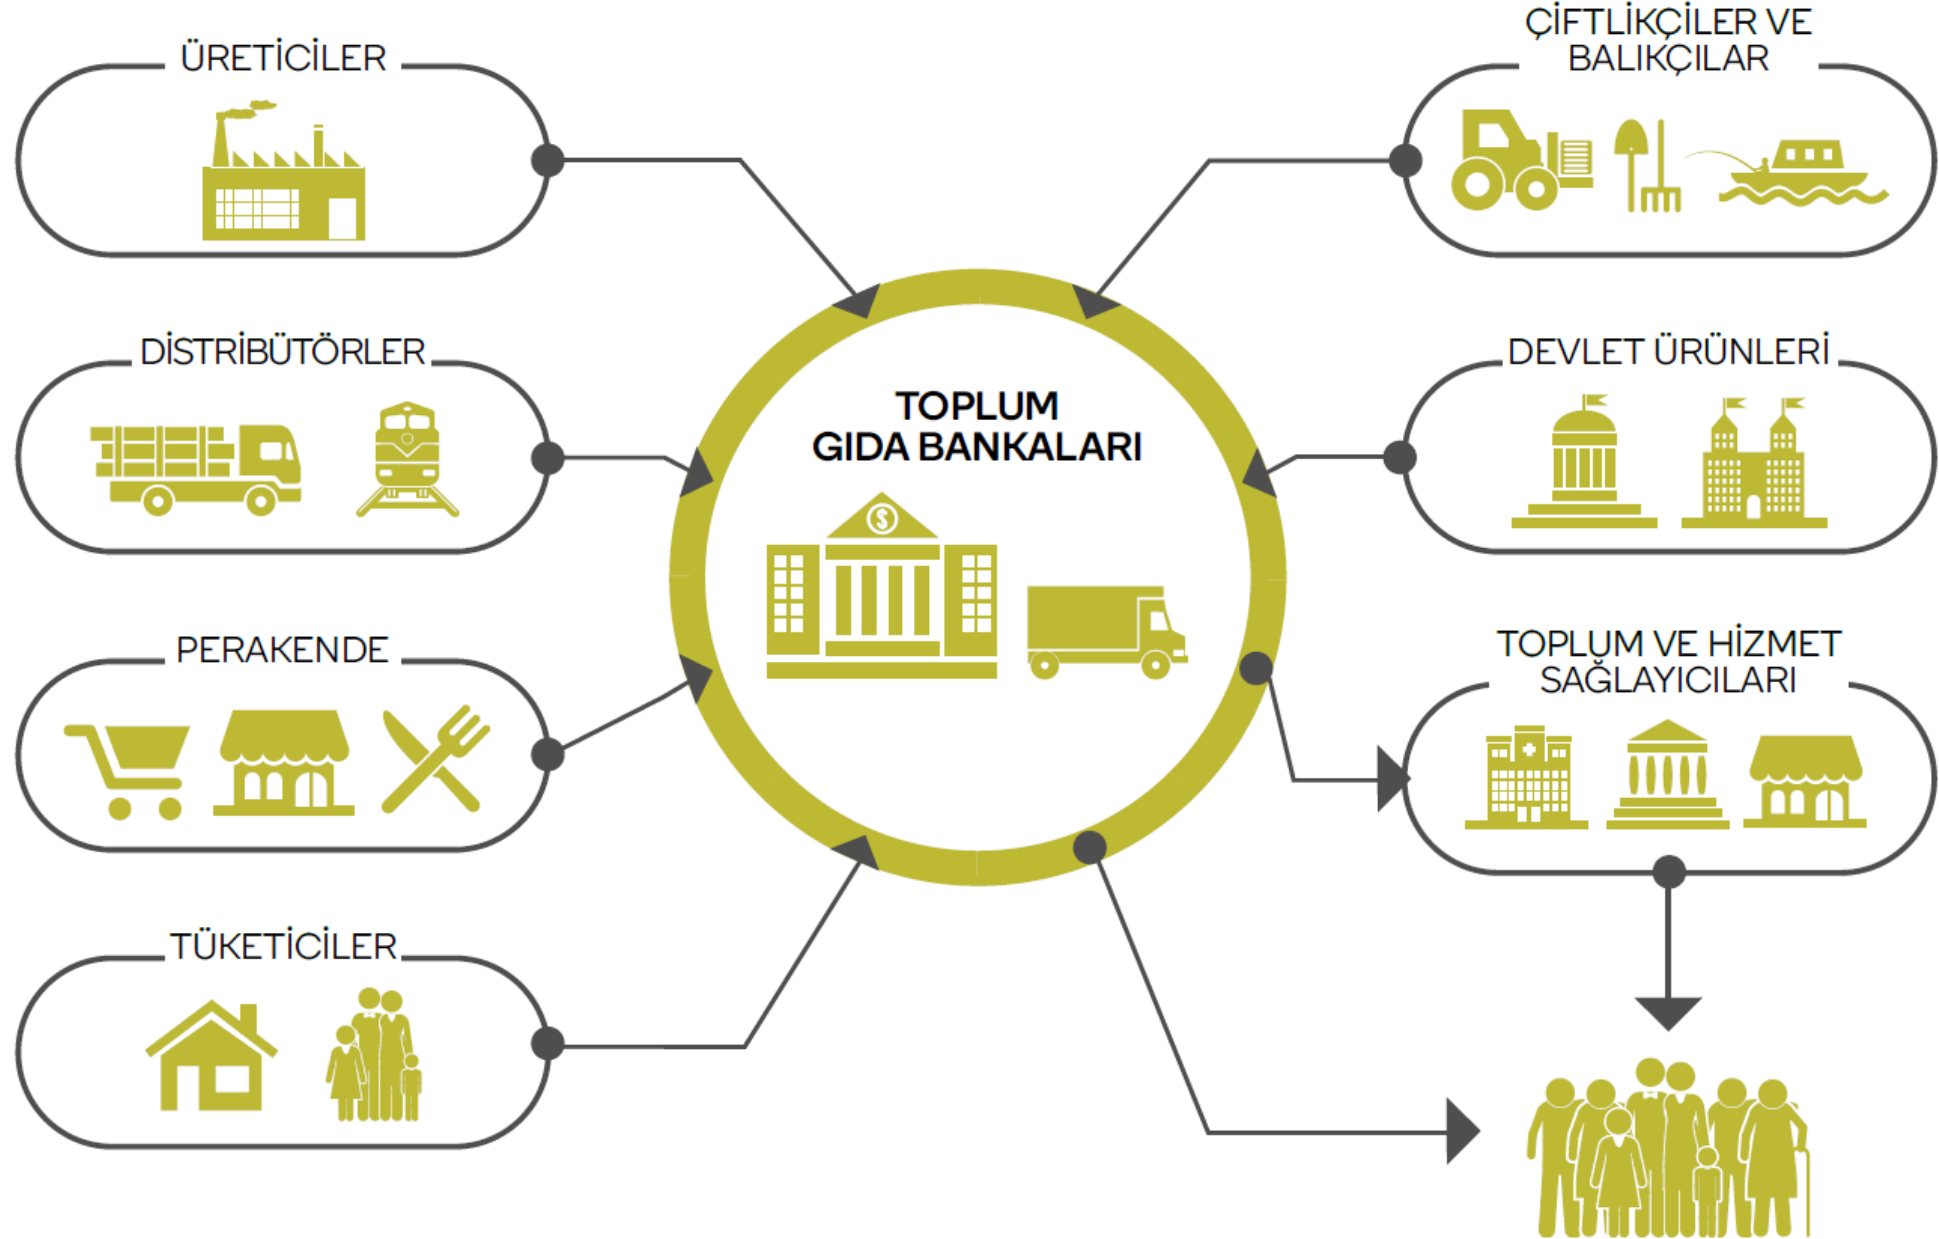 ÜRETİCİLER
DİSTRİBÜTÖRLER
PERAKENDE
TÜKETİCİLER
TOPLUM
GIDA BANKALARI
$
ÇİFTLİKÇİLER VE
BALIKÇILAR
DEVLET ÜRÜNLERİ
TOPLUM VE HİZMET
SAĞLAYICILARI